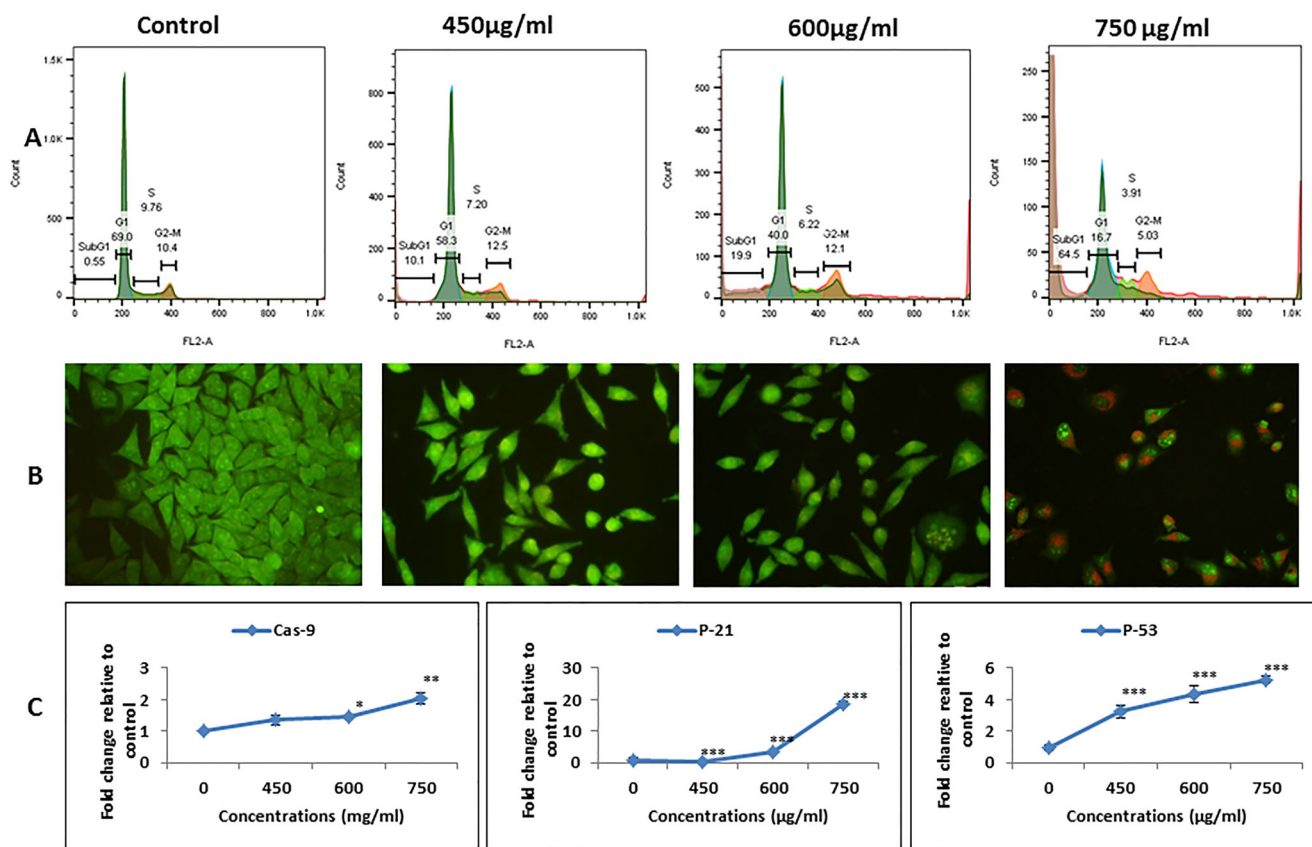 Control 450µg/ml 600µg/ml 750 µg/ml
A
1.5K
1.0K
500
0
Count
SubG1
0.55
G1
69.0
S
9.76
G2-M
10.4
0 200 400 600 800 1.0K
FL2-A
800
600
400
200
0
Count
SubG1
10.1
G1
58.3
S
7.20
G2-M
12.5
0 200 400 600 800 1.0K
FL2-A
500
400
300
200
100
0
Count
SubG1
19.9
G1
40.0
S
6.22
G2-M
12.1
0 200 400 600 800 1.0K
FL2-A
250
200
150
100
50
0
Count
SubG1
64.5
G1
16.7
S
3.91
G2-M
5.03
0 200 400 600 800 1.0K
FL2-A
B
C
Cas-9
Fold change relative to
control
3
2
1
0
*
**
0 450 600 750
Concentrations (mg/ml)
P-21
Fold change relative to
control
30
20
10
0
***
***
***
0 450 600 750
Concentrations (µg/ml)
P-53
Fold change realtive to
control
6
4
2
0
***
***
***
0 450 600 750
Concentrations (µg/ml)